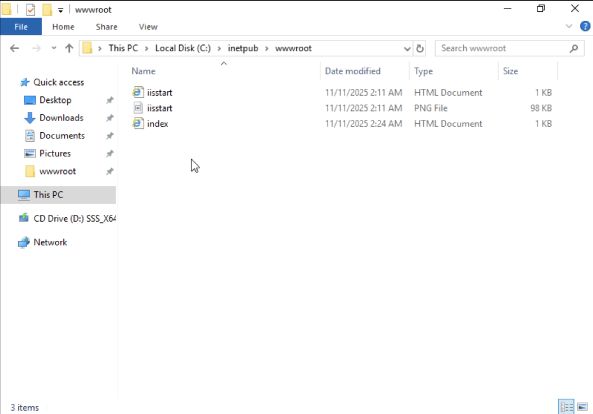 wwwroot
File Home Share View
This PC Local Disk (C:) inetpub wwwroot Search wwwroot
Name Date modified Type Size
Quick access
Desktop
Downloads
Documents
Pictures
wwwroot
This PC
CD Drive (D:) SSS_X64
Network
iisstart 11/11/2025 2:11 AM HTML Document 1 KB
iisstart 11/11/2025 2:11 AM PNG File 98 KB
index 11/11/2025 2:24 AM HTML Document 1 KB
3 items